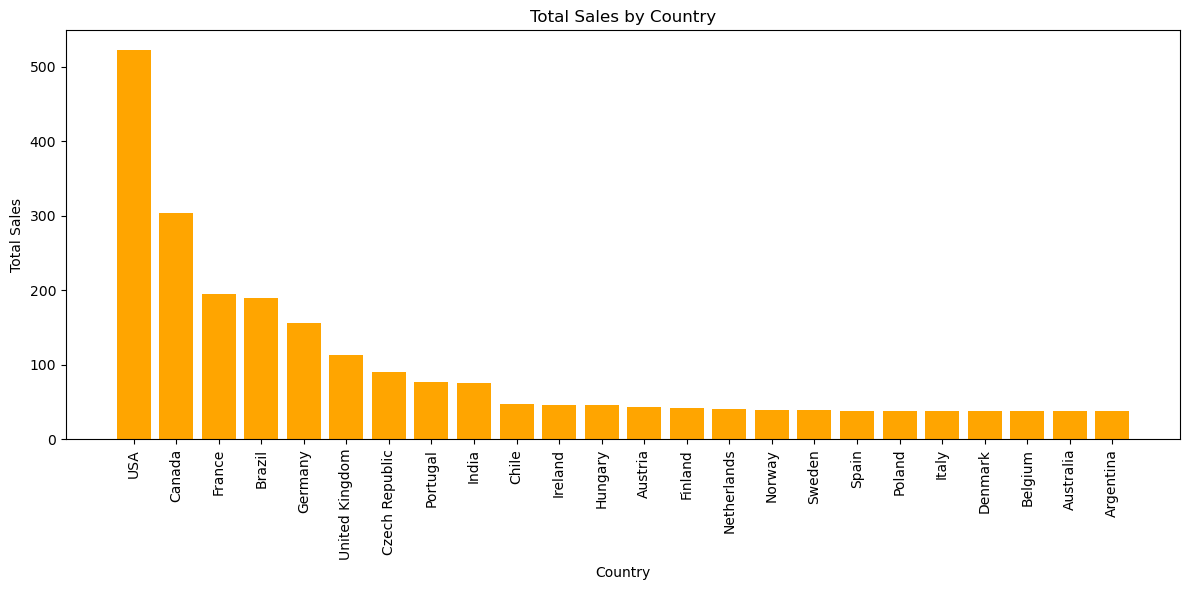 Total Sales by Country
Total Sales
500
400
300
200
100
0
USA
Canada
France
Brazil
Germany
United Kingdom
Czech Republic
Portugal
India
Chile
Ireland
Hungary
Austria
Finland
Netherlands
Norway
Sweden
Spain
Poland
Italy
Denmark
Belgium
Australia
Argentina
Country